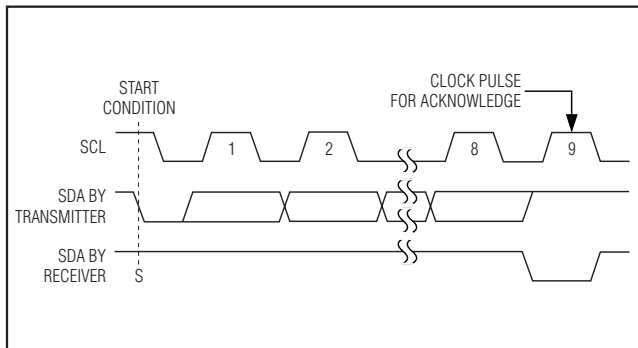 START
CONDITION
CLOCK PULSE
FOR ACKNOWLEDGE
SCL
1
2
8
9
SDA BY
TRANSMITTER
SDA BY
RECEIVER
S